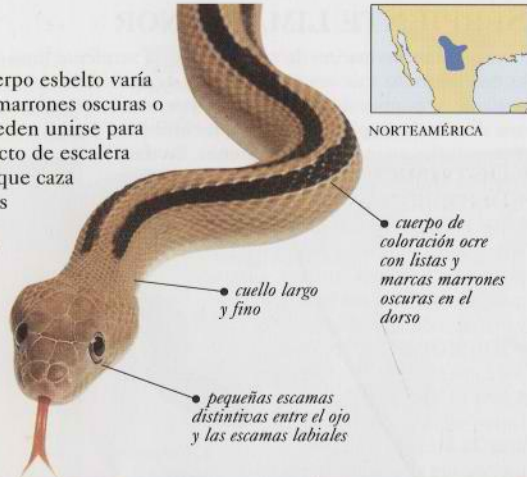 erpo esbelto varía
marrones oscuras o
eden unirse para
cto de escalera
que caza
s
NORTEAMÉRICA
• cuerpo de
coloración ocre
con listas y
marcas marrones
oscuras en el
dorso
• cuello largo
y fino
• pequeñas escamas
distintivas entre el ojo
y las escamas labiales